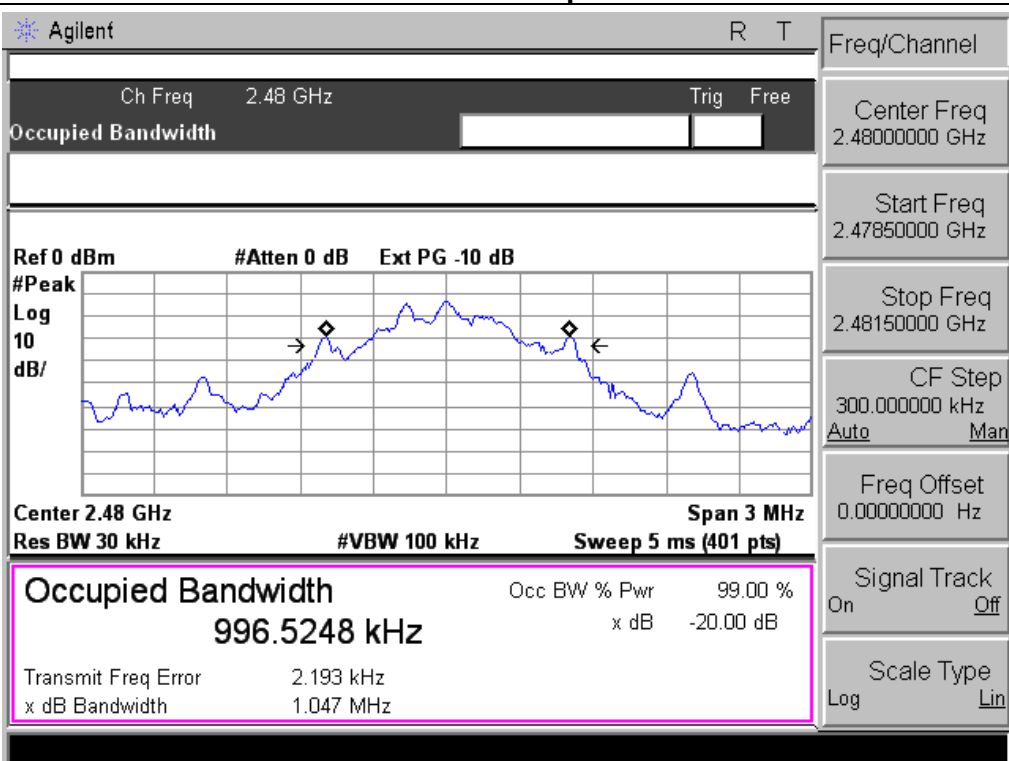 Agilent R T
Ch Freq 2.48 GHz Trig Free
Occupied Bandwidth
Ref 0 dBm #Atten 0 dB Ext PG -10 dB
#Peak
Log
10
dB/
Center 2.48 GHz Span 3 MHz
Res BW 30 kHz #VBW 100 kHz Sweep 5 ms (401 pts)
Occupied Bandwidth
996.5248 kHz
Occ BW % Pwr 99.00 %
x dB -20.00 dB
Transmit Freq Error 2.193 kHz
x dB Bandwidth 1.047 MHz
Freq/Channel
Center Freq
2.48000000 GHz
Start Freq
2.47850000 GHz
Stop Freq
2.48150000 GHz
CF Step
300.000000 kHz
Auto Man
Freq Offset
0.00000000 Hz
Signal Track
On Off
Scale Type
Log Lin